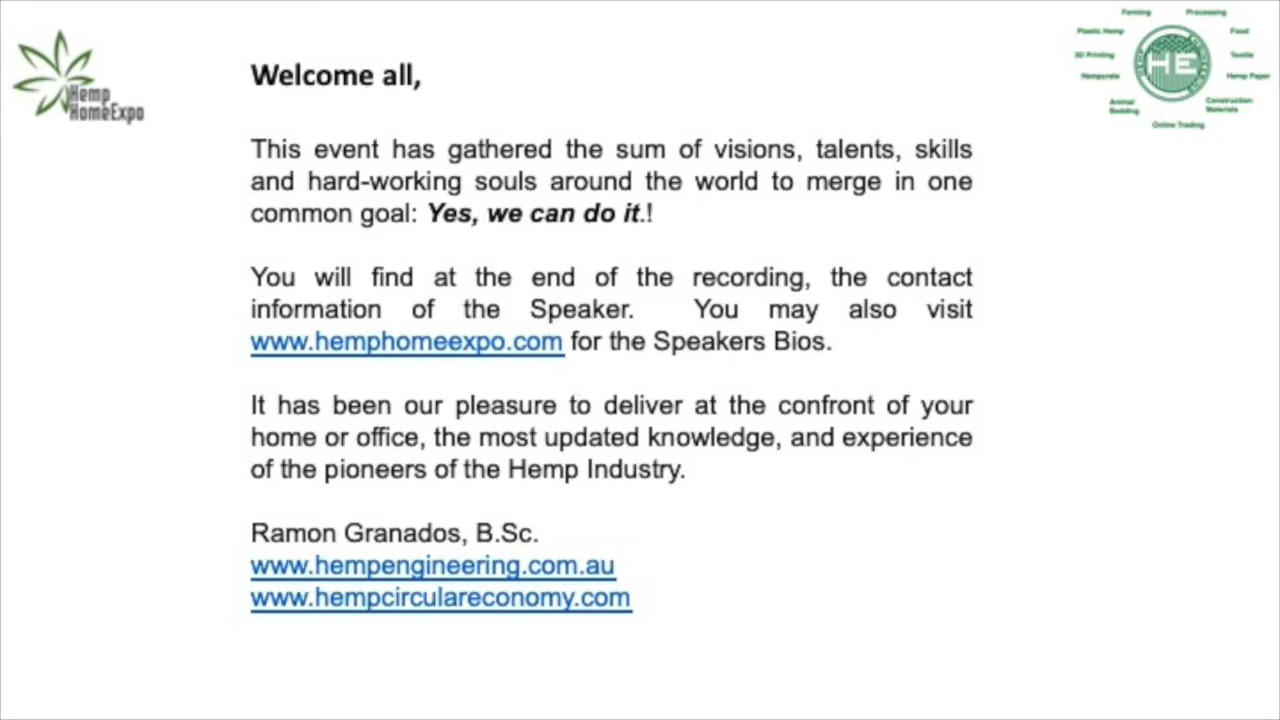 Hemp
HomeExpo
Welcome all,
This event has gathered the sum of visions, talents, skills
and hard-working souls around the world to merge in one
common goal: Yes, we can do it.!
You will find at the end of the recording, the contact
information of the Speaker. You may also visit
www.hemphomeexpo.com for the Speakers Bios.
It has been our pleasure to deliver at the confront of your
home or office, the most updated knowledge, and experience
of the pioneers of the Hemp Industry.
Ramon Granados, B.Sc.
www.hempengineering.com.au
www.hempcirculareconomy.com
Farming
Processing
Plastic Hemp
Food
3D Printing
Textile
Hempcrete
Hemp Paper
Animal
Bedding
Construction
Materials
Online Trading
HE